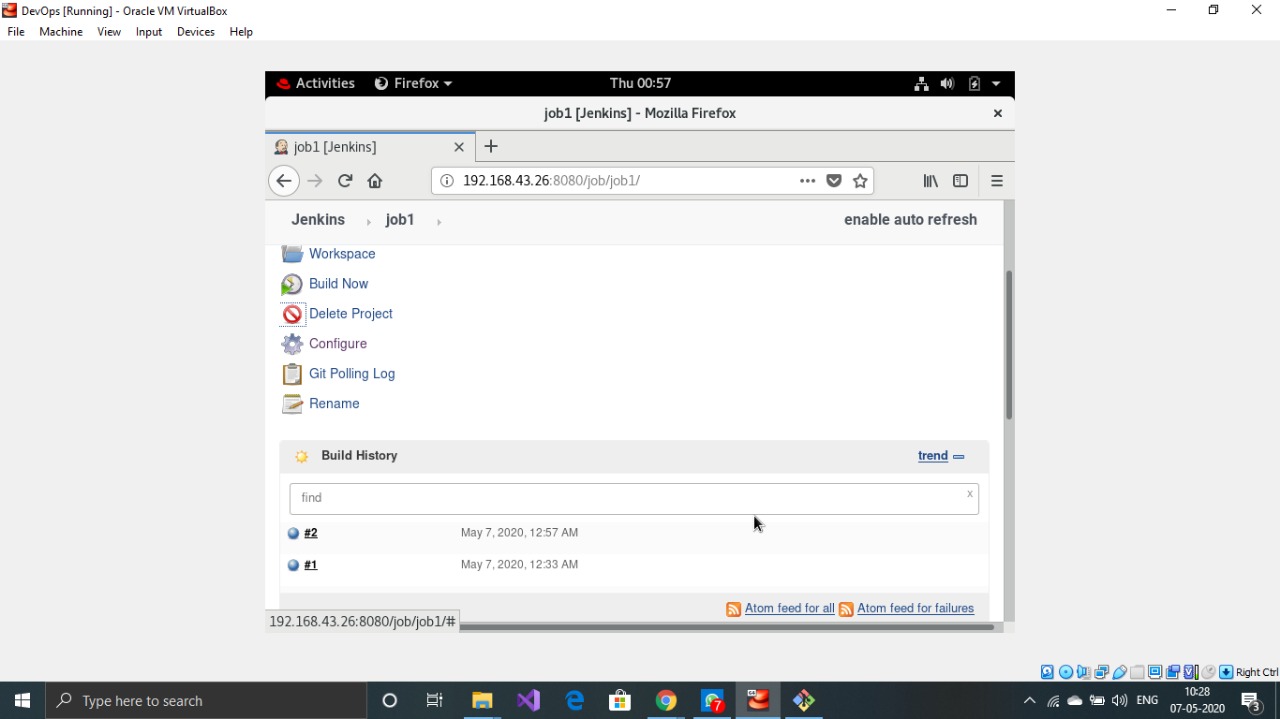 DevOps [Running] - Oracle VM VirtualBox
File Machine View Input Devices Help
Activities Firefox Thu 00:57
job1 [Jenkins] - Mozilla Firefox
job1 [Jenkins]
192.168.43.26:8080/job/job1/
Jenkins job1 enable auto refresh
Workspace
Build Now
Delete Project
Configure
Git Polling Log
Rename
Build History trend
find x
#2 May 7, 2020, 12:57 AM
#1 May 7, 2020, 12:33 AM
Atom feed for all Atom feed for failures
192.168.43.26:8080/job/job1/#
Right Ctrl
Type here to search 7 ENG 10:28
07-05-2020 3